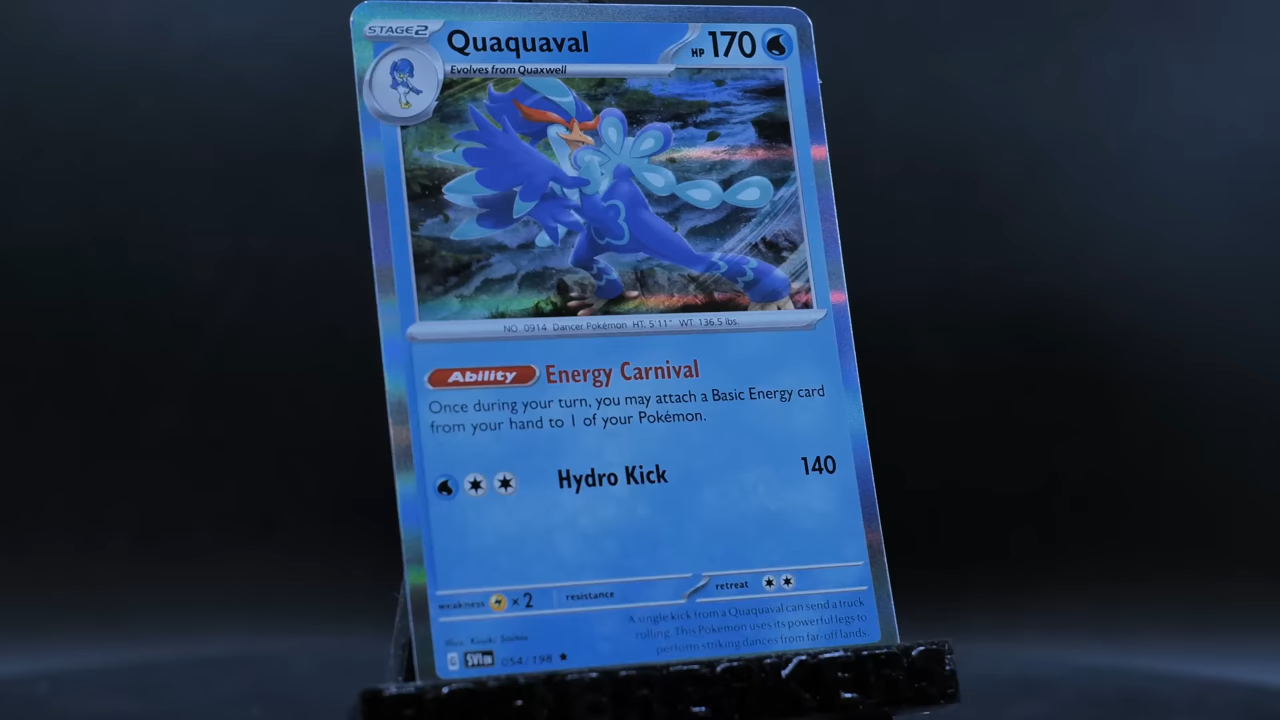 STAGE2
Quaquaval
HP 170
Evolves from Quaxwell
NO. 0914 Dancer Pokémon HT: 5'11" WT: 136.5 lbs.
Ability Energy Carnival
Once during your turn, you may attach a Basic Energy card
from your hand to 1 of your Pokémon.
Hydro Kick 140
weakness ×2 resistance retreat
A single kick from a Quaquaval can send a truck
rolling. This Pokémon uses its powerful legs to
perform striking dances from far-off lands.
Illus.
G SVI EN 054/198